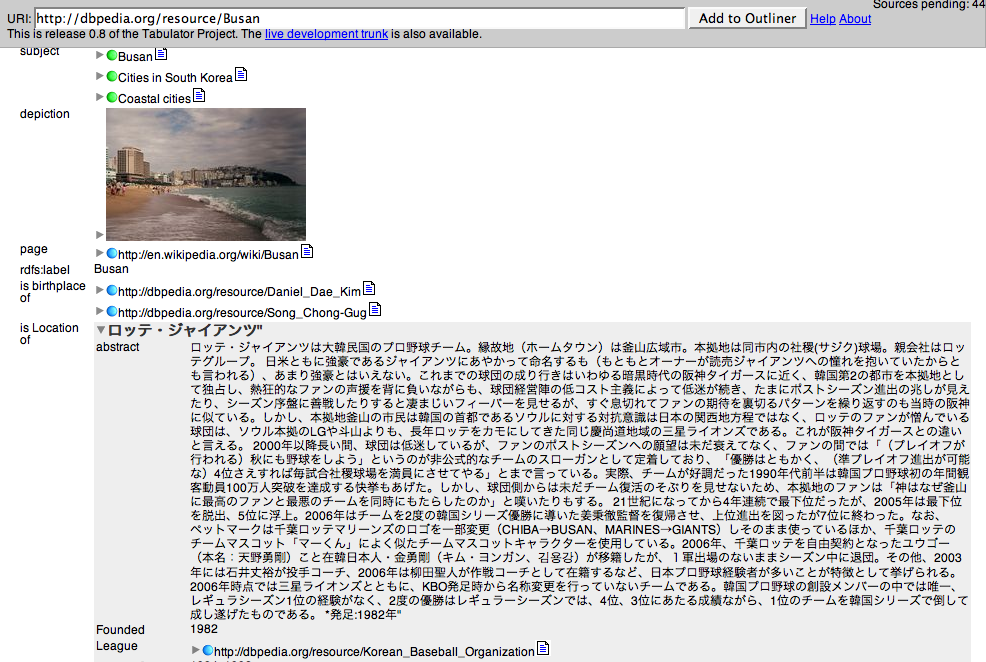 Sources pending: 44
URI: http://dbpedia.org/resource/Busan Add to Outliner Help About
This is release 0.8 of the Tabulator Project. The live development trunk is also available.
subject Busan
Cities in South Korea
Coastal cities
depiction
page http://en.wikipedia.org/wiki/Busan
rdfs:label Busan
is birthplace of http://dbpedia.org/resource/Daniel_Dae_Kim
http://dbpedia.org/resource/Song_Chong-Gug
is Location of ロッテ・ジャイアンツ"
abstract ロッテ・ジャイアンツは大韓民国のプロ野球チーム。縁故地（ホームタウン）は釜山広域市。本拠地は同市内の社稷(サジク)球場。親会社はロッ
テグループ。 日米ともに強豪であるジャイアンツにあやかって命名するも（もともとオーナーが読売ジャイアンツへの憧れを抱いていたからと
も言われる）、あまり強豪とはいえない。これまでの球団の成り行きはいわゆる暗黒時代の阪神タイガースに近く、韓国第2の都市を本拠地とし
て独占し、熱狂的なファンの声援を背に負いながらも、球団経営陣の低コスト主義によって低迷が続き、たまにポストシーズン進出の兆しが見え
たり、シーズン序盤に善戦したりすると凄まじいフィーバーを見せるが、すぐ息切れてファンの期待を裏切るパターンを繰り返すのも当時の阪神
に似ている。しかし、本拠地釜山の市民は韓国の首都であるソウルに対する対抗意識は日本の関西地方程ではなく、ロッテのファンが憎んでいる
球団は、ソウル本拠のLGや斗山よりも、長年ロッテをカモにしてきた同じ慶尚道地域の三星ライオンズである。これが阪神タイガースとの違い
と言える。 2000年以降長い間、球団は低迷しているが、ファンのポストシーズンへの願望は未だ衰えてなく、ファンの間では「（プレイオフが
行われる）秋にも野球をしよう」というのが非公式的なチームのスローガンとして定着しており、「優勝はともかく、（準プレイオフ進出が可能
な）4位さえすれば毎試合社稷球場を満員にさせてやる」とまで言っている。実際、チームが好調だった1990年代前半は韓国プロ野球初の年間観
客動員100万人突破を達成する快挙もあげた。しかし、球団側からは未だチーム復活のそぶりを見せないため、本拠地のファンは「神はなぜ釜山
に最高のファンと最悪のチームを同時にもたらしたのか」と嘆いたりもする。 21世紀になってから4年連続で最下位だったが、2005年は最下位
を脱出、5位に浮上。2006年はチームを2度の韓国シリーズ優勝に導いた姜秉徹監督を復帰させ、上位進出を図ったが7位に終わった。なお、
ペットマークは千葉ロッテマリーンズのロゴを一部変更（CHIBA→BUSAN、MARINES→GIANTS）しそのまま使っているほか、千葉ロッテの
チームマスコット「マーくん」によく似たチームマスコットキャラクターを使用している。2006年、千葉ロッテを自由契約となったユウゴー
（本名：天野勇剛）こと在韓日本人・金勇剛（キム・ヨンガン、김용강）が移籍したが、１軍出場のないままシーズン中に退団。その他、2003
年には石井丈裕が投手コーチ、2006年は柳田聖人が作戦コーチとして在籍するなど、日本プロ野球経験者が多いことが特徴として挙げられる。
2006年時点では三星ライオンズとともに、KBO発足時から名称変更を行っていないチームである。韓国プロ野球の創設メンバーの中では唯一、
レギュラシーズン1位の経験がなく、2度の優勝はレギュラーシーズンでは、4位、3位にあたる成績ながら、1位のチームを韓国シリーズで倒して
成し遂げたものである。 *発足:1982年"
Founded 1982
League http://dbpedia.org/resource/Korean_Baseball_Organization